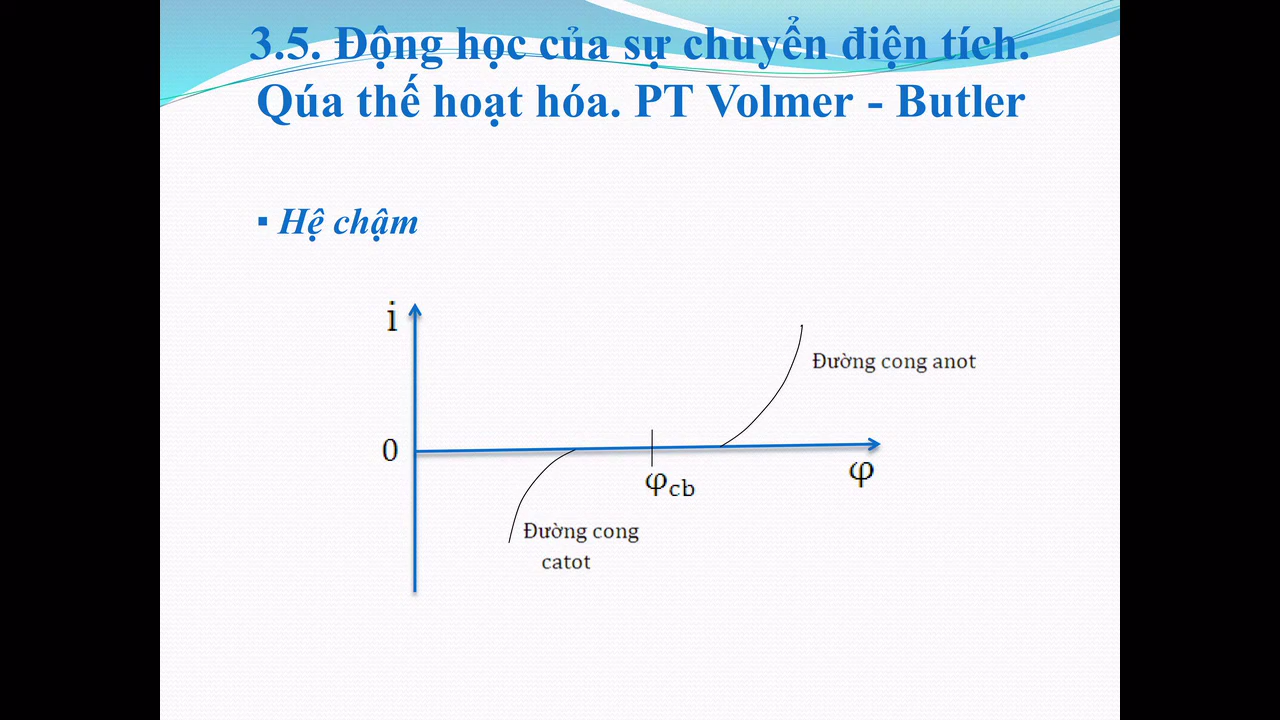 3.5. Động học của sự chuyển điện tích.
Qúa thế hoạt hóa. PT Volmer - Butler
▪ Hệ chậm
i
Đường cong anot
0
φ
φcb
Đường cong
catot